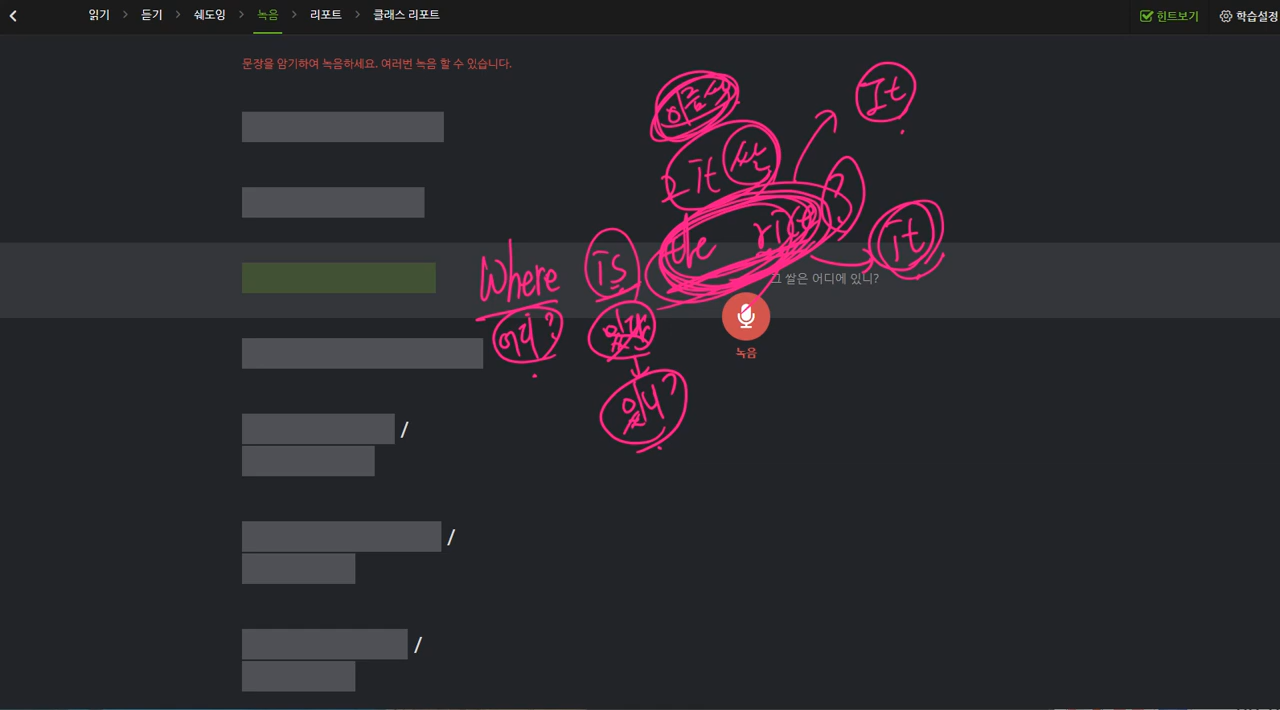 읽기 > 듣기 > 쉐도잉 > 녹음 > 리포트 > 클래스 리포트
힌트보기 학습설정
문장을 암기하여 녹음하세요. 여러번 녹음 할 수 있습니다.
It
It 쌀
Where is the rice?
it
그 쌀은 어디에 있니?
어디?
녹음
있니?
/
/
/